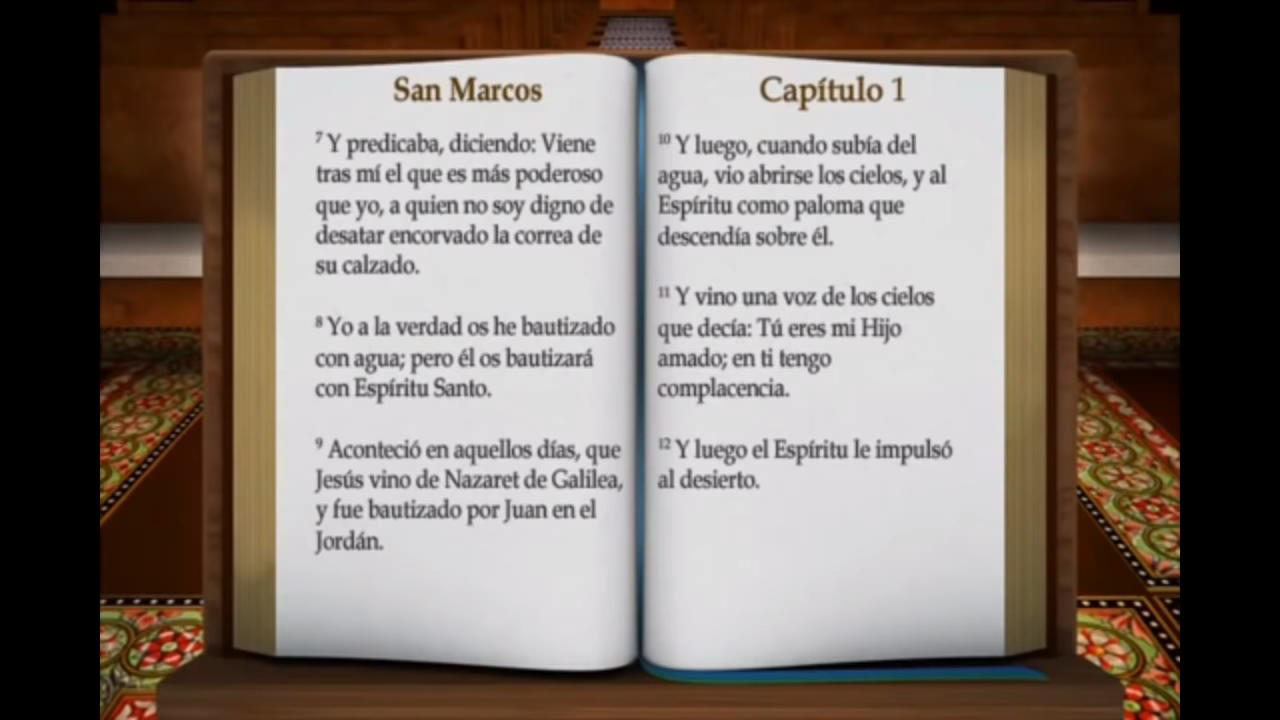 San Marcos
7 Y predicaba, diciendo: Viene
tras mí el que es más poderoso
que yo, a quien no soy digno de
desatar encorvado la correa de
su calzado.
8 Yo a la verdad os he bautizado
con agua; pero él os bautizará
con Espíritu Santo.
9 Aconteció en aquellos días, que
Jesús vino de Nazaret de Galilea,
y fue bautizado por Juan en el
Jordán.
Capítulo 1
10 Y luego, cuando subía del
agua, vio abrirse los cielos, y al
Espíritu como paloma que
descendía sobre él.
11 Y vino una voz de los cielos
que decía: Tú eres mi Hijo
amado; en ti tengo
complacencia.
12 Y luego el Espíritu le impulsó
al desierto.